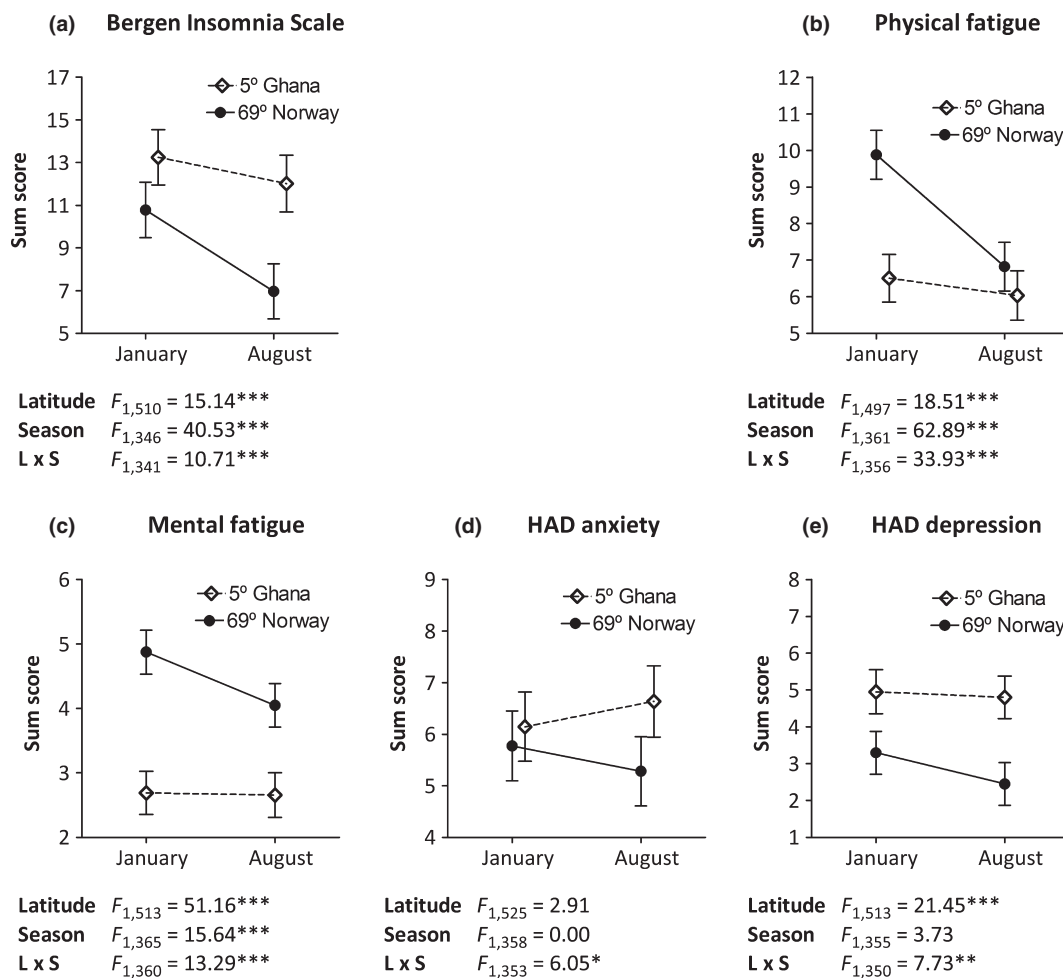 (a) Bergen Insomnia Scale
17
15
13
11
9
7
5
Sum score
5º Ghana
69º Norway
January August
Latitude F1,510 = 15.14***
Season F1,346 = 40.53***
L x S F1,341 = 10.71***
(b) Physical fatigue
12
11
10
9
8
7
6
5
Sum score
5º Ghana
69º Norway
January August
Latitude F1,497 = 18.51***
Season F1,361 = 62.89***
L x S F1,356 = 33.93***
(c) Mental fatigue
6
5
4
3
2
Sum score
5º Ghana
69º Norway
January August
Latitude F1,513 = 51.16***
Season F1,365 = 15.64***
L x S F1,360 = 13.29***
(d) HAD anxiety
9
8
7
6
5
4
Sum score
5º Ghana
69º Norway
January August
Latitude F1,525 = 2.91
Season F1,358 = 0.00
L x S F1,353 = 6.05*
(e) HAD depression
8
7
6
5
4
3
2
1
Sum score
5º Ghana
69º Norway
January August
Latitude F1,513 = 21.45***
Season F1,355 = 3.73
L x S F1,350 = 7.73**